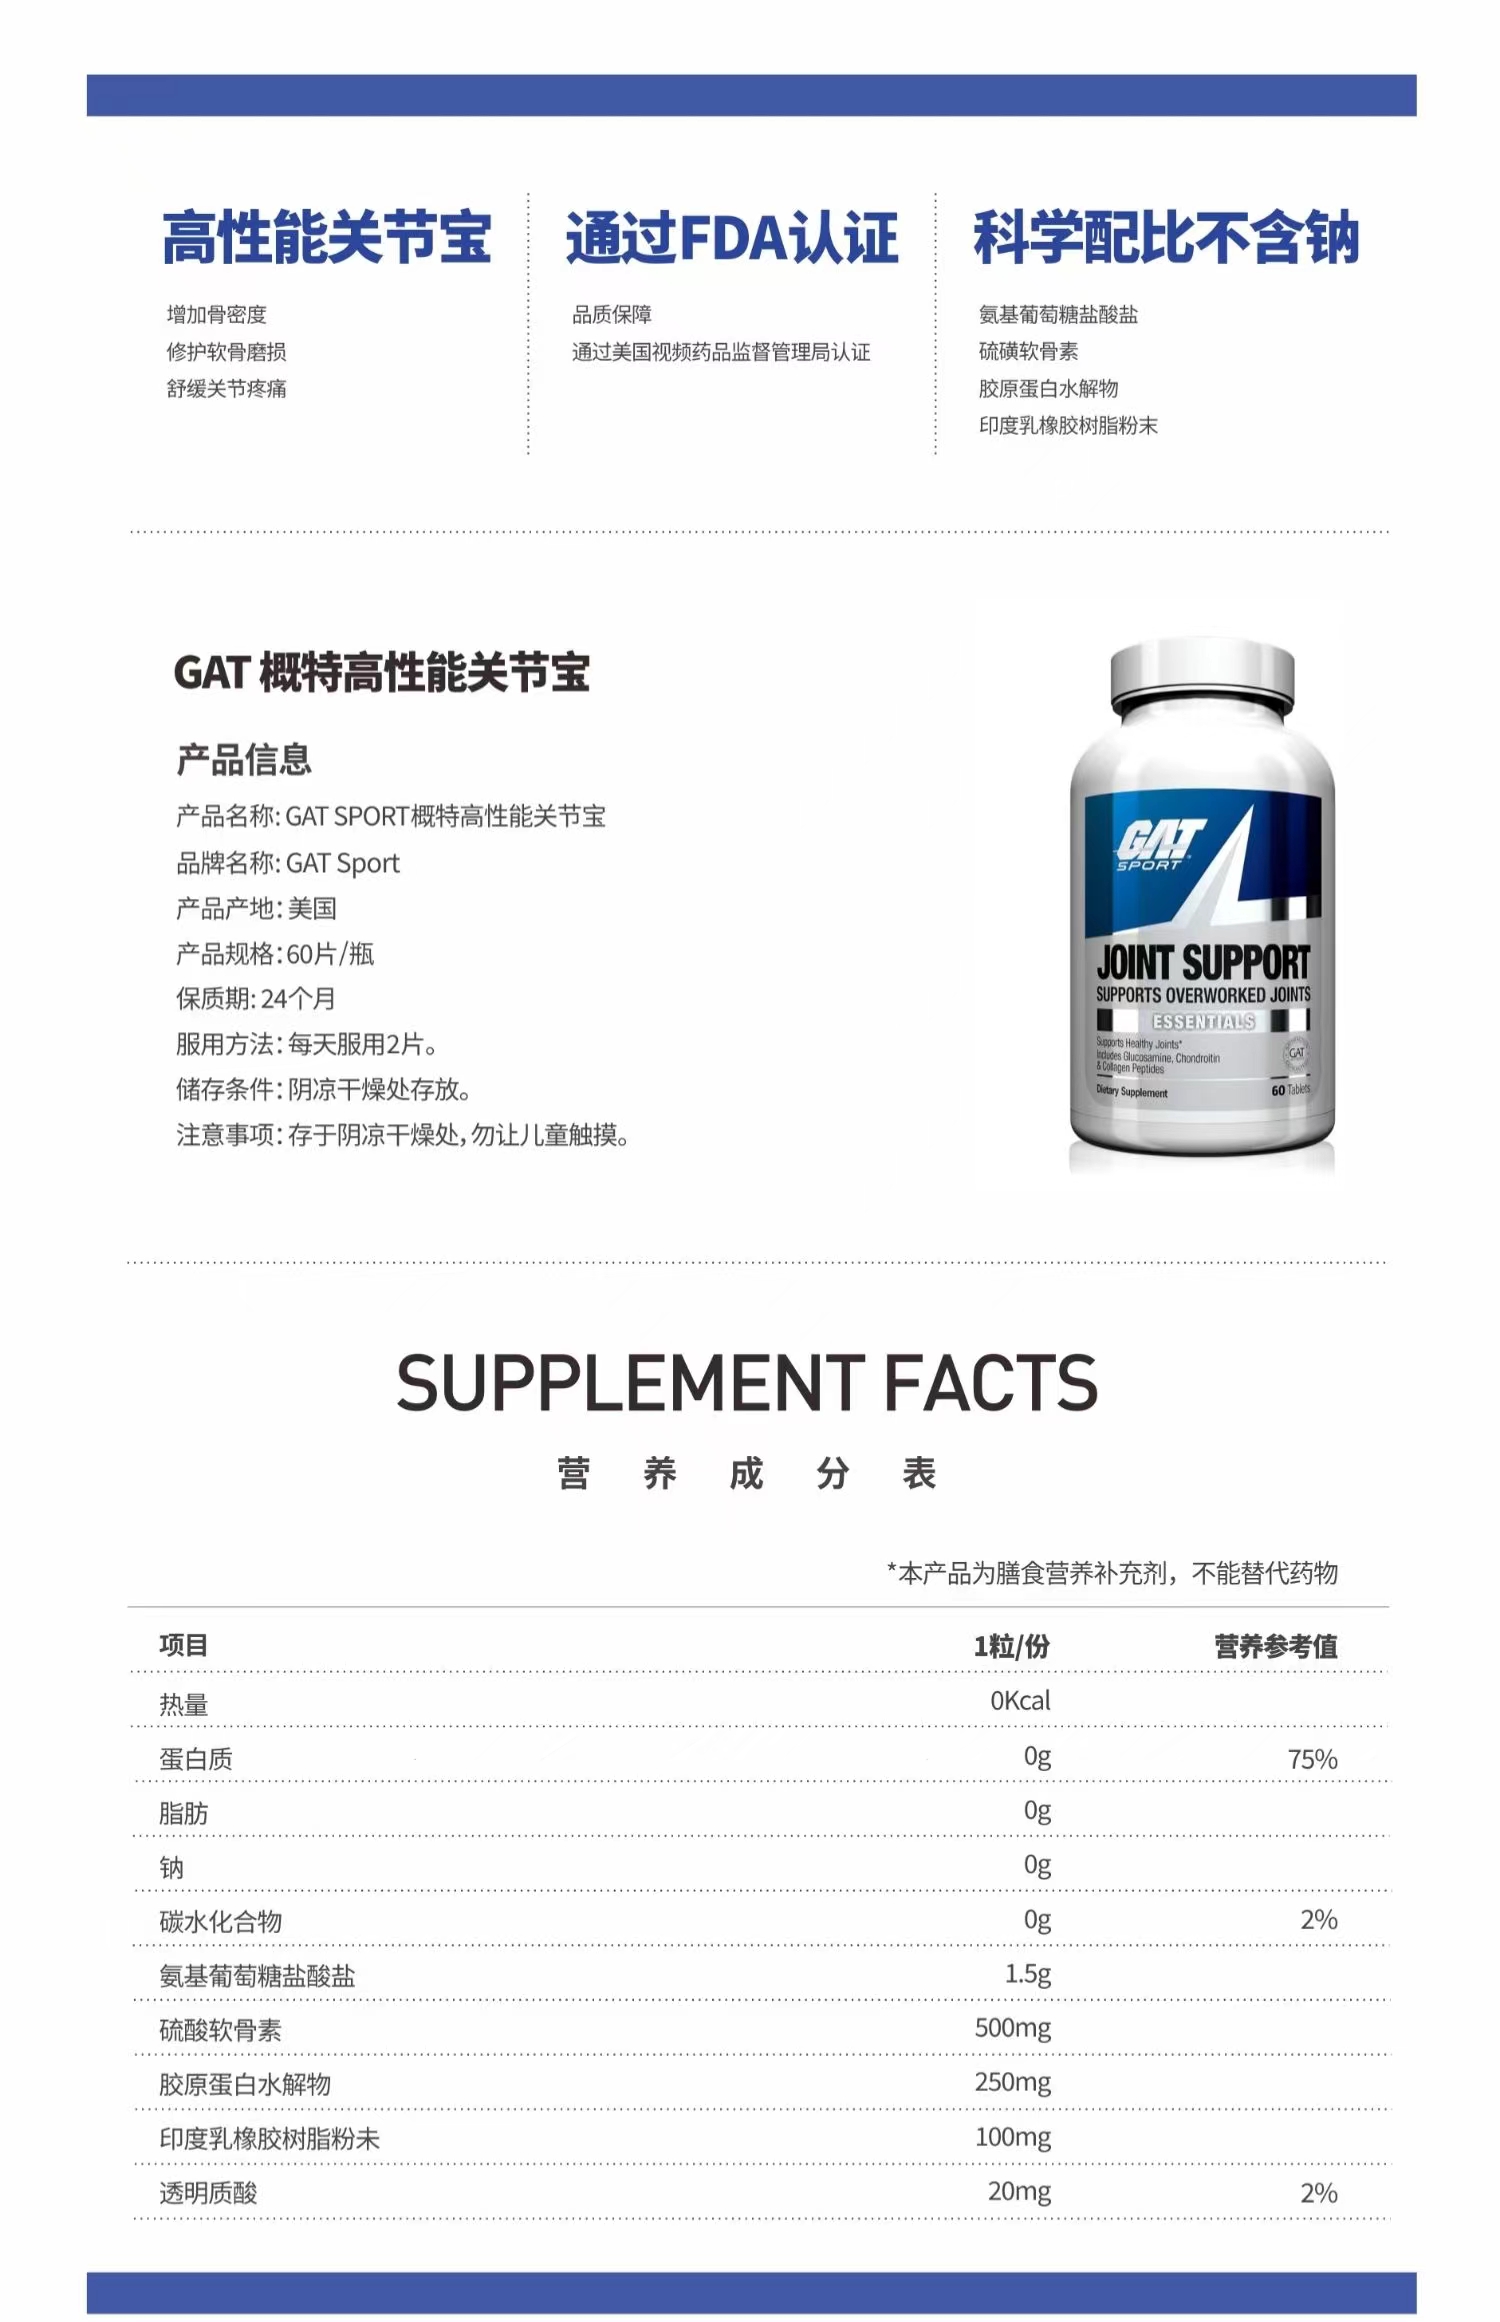 高性能关节宝
增加骨密度
修护软骨磨损
舒缓关节疼痛
通过FDA认证
品质保障
通过美国视频药品监督管理局认证
科学配比不含钠
氨基葡萄糖盐酸盐
硫磺软骨素
胶原蛋白水解物
印度乳橡胶树脂粉末
GAT 概特高性能关节宝
产品信息
产品名称: GAT SPORT概特高性能关节宝
品牌名称: GAT Sport
产品产地: 美国
产品规格: 60片/瓶
保质期: 24个月
服用方法: 每天服用2片。
储存条件: 阴凉干燥处存放。
注意事项: 存于阴凉干燥处,勿让儿童触摸。
GAT
SPORT
JOINT SUPPORT
SUPPORTS OVERWORKED JOINTS
ESSENTIALS
Supports Healthy Joints*
Includes Glucosamine, Chondroitin
& Collagen Peptides
GAT
Dietary Supplement 60 Tablets
SUPPLEMENT FACTS
营养成分表
*本产品为膳食营养补充剂，不能替代药物
项目 1粒/份 营养参考值
热量 0Kcal
蛋白质 0g 75%
脂肪 0g
钠 0g
碳水化合物 0g 2%
氨基葡萄糖盐酸盐 1.5g
硫酸软骨素 500mg
胶原蛋白水解物 250mg
印度乳橡胶树脂粉未 100mg
透明质酸 20mg 2%